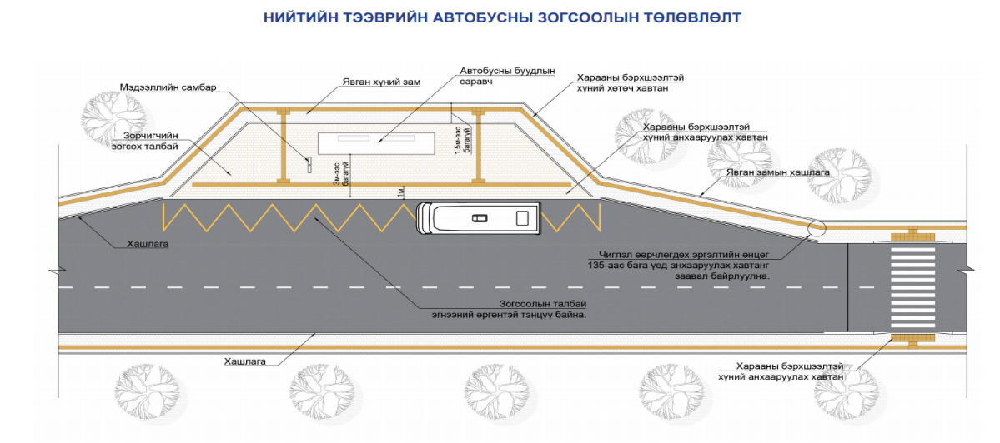 НИЙТИЙН ТЭЭВРИЙН АВТОБУСНЫ ЗОГСООЛЫН ТӨЛӨВЛӨЛТ
Автобусны буудлын
саравч
Харааны бэрхшээлтэй
хүний хөтөч хавтан
Явган хүний зам
Мэдээллийн самбар
Зорчигчийн
зогсох талбай
Харааны бэрхшээлтэй
хүний анхааруулах хавтан
1.5м-ээс
багагүй
3м-ээс
багагүй
1м
Явган замын хашлага
Хашлага
Чиглэл өөрчлөгдөх эргэлтийн өнцөг
135-аас бага үед анхааруулах хавтанг
заавал байрлуулна.
Зогсоолын талбай
эгнээний өргөнтэй тэнцүү байна.
Хашлага
Харааны бэрхшээлтэй
хүний анхааруулах хавтан